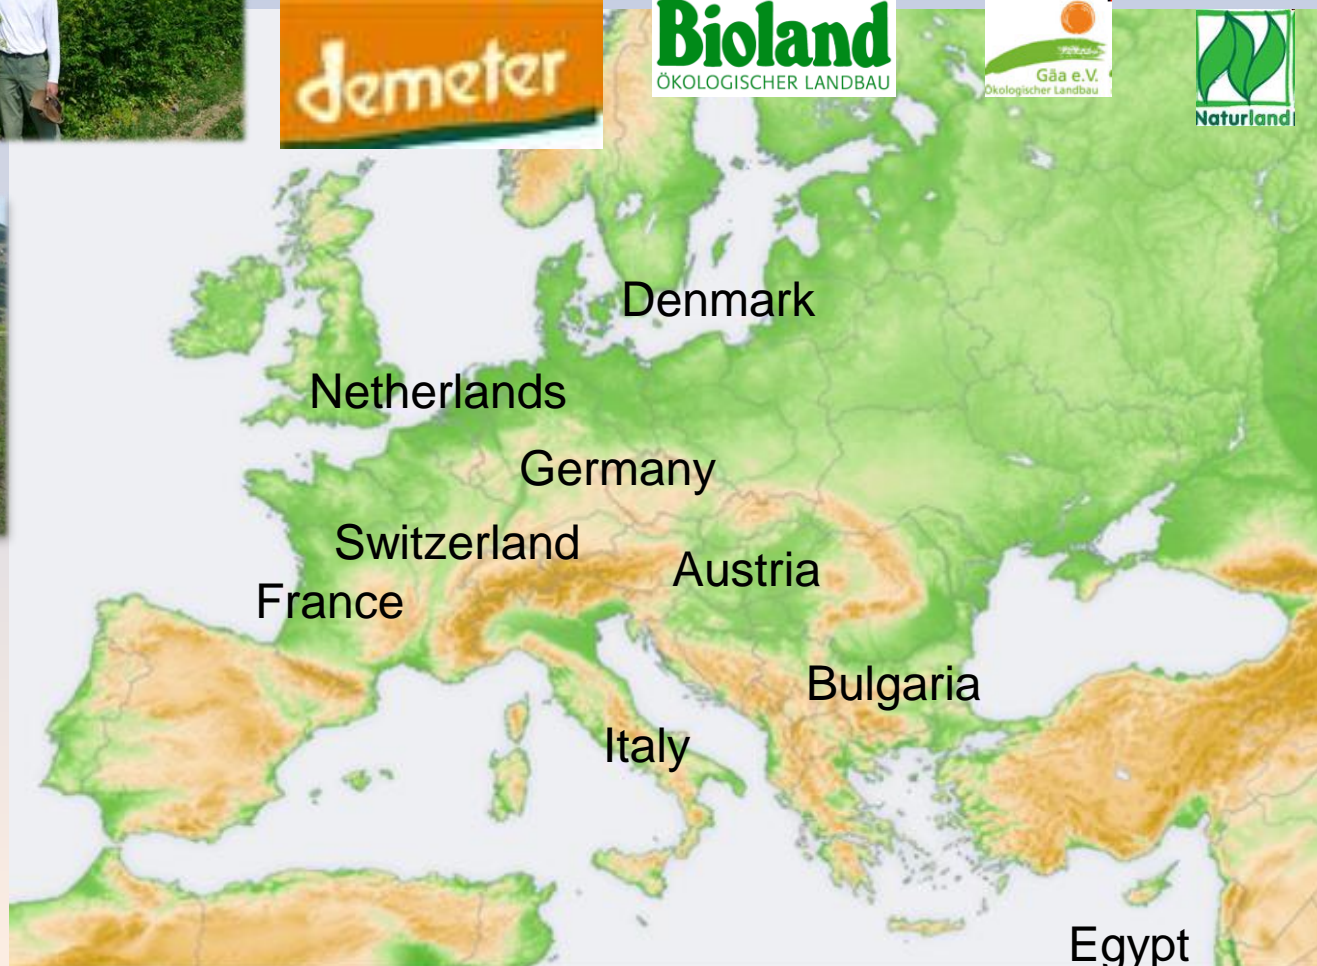 demeter
Bioland
ÖKOLOGISCHER LANDBAU
Gäa e.V.
Ökologischer Landbau
Naturland
Denmark
Netherlands
Germany
Switzerland
Austria
France
Bulgaria
Italy
Egypt